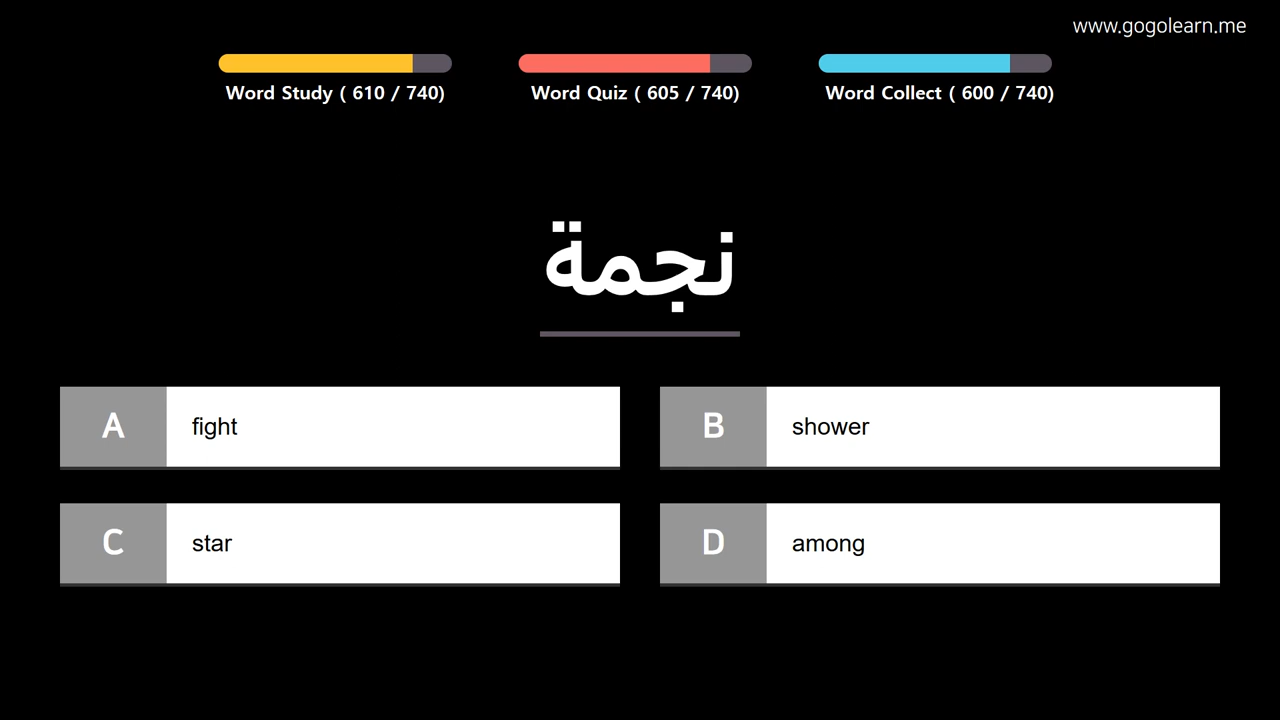 www.gogolearn.me
Word Study ( 610 / 740)
Word Quiz ( 605 / 740)
Word Collect ( 600 / 740)
نجمة
A fight
B shower
C star
D among